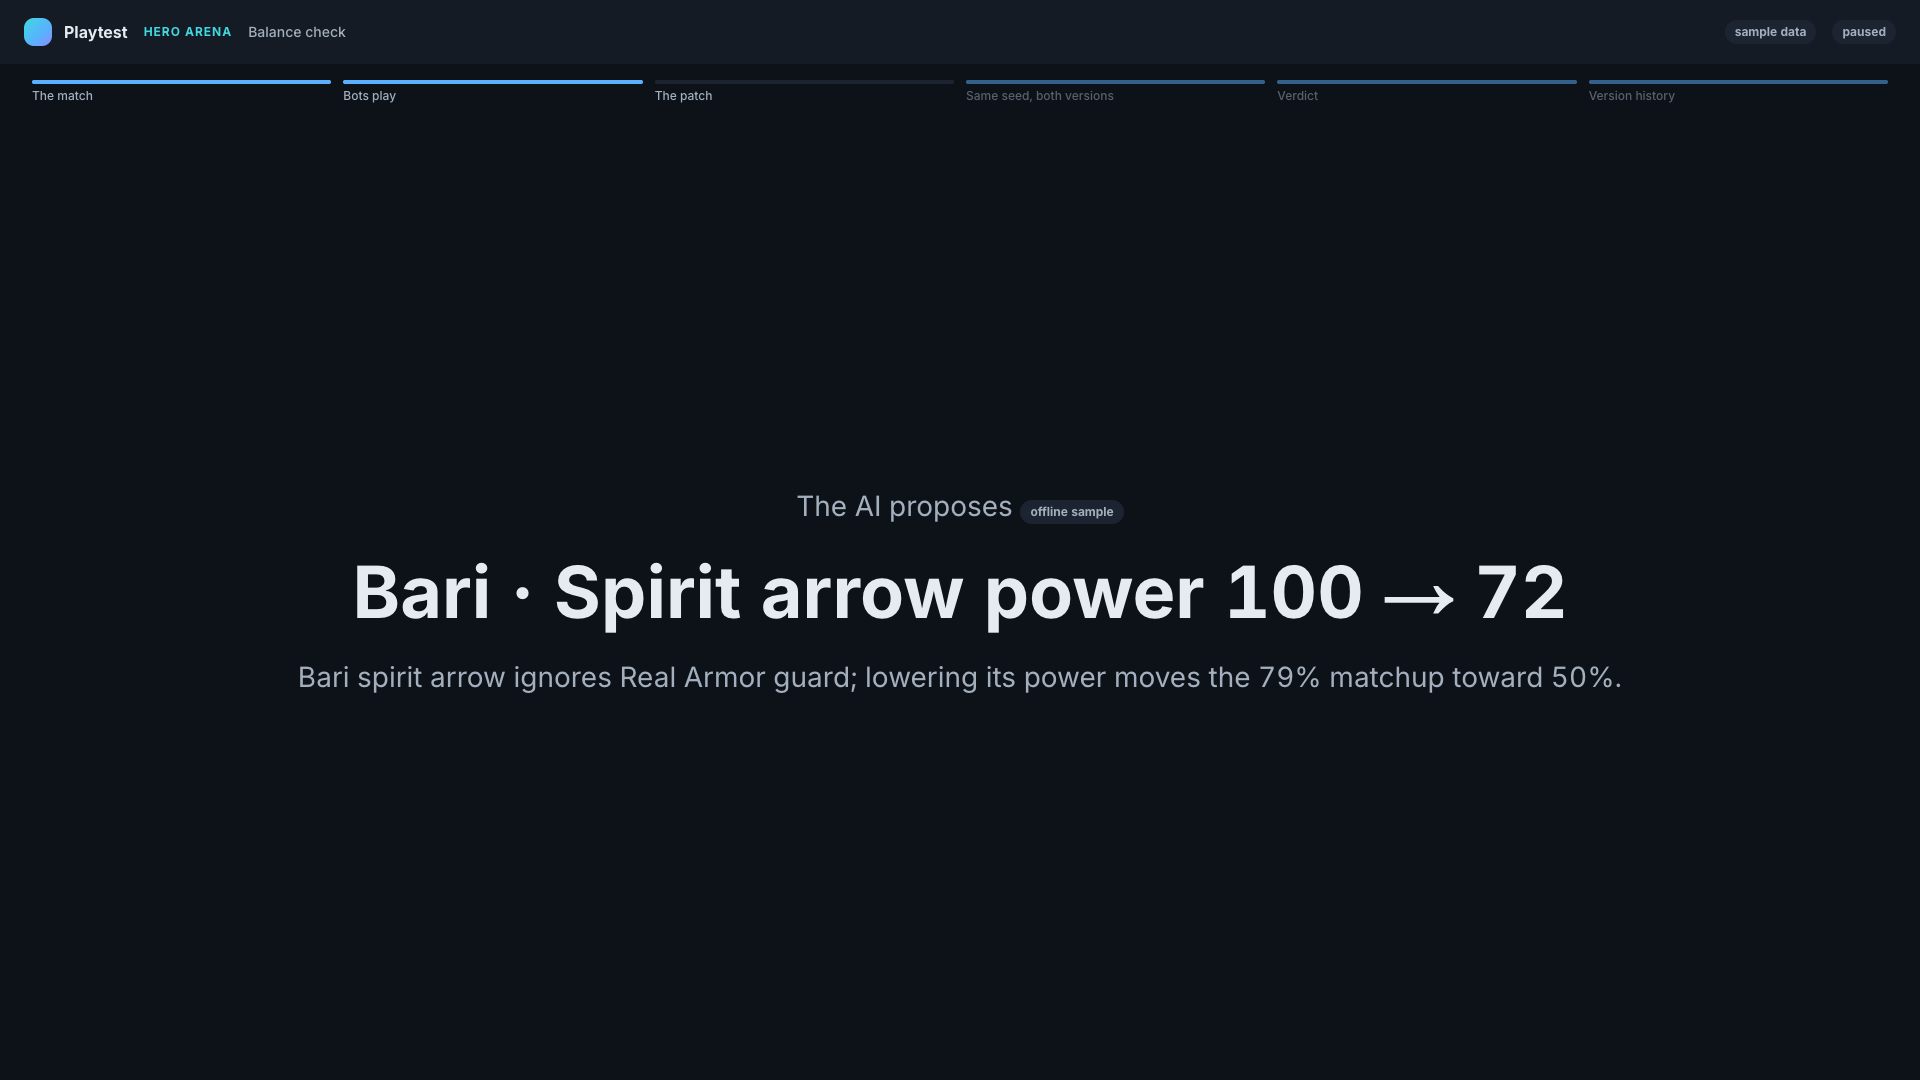 Playtest HERO ARENA Balance check sample data paused
The match Bots play The patch Same seed, both versions Verdict Version history
The AI proposes offline sample
Bari · Spirit arrow power 100 → 72
Bari spirit arrow ignores Real Armor guard; lowering its power moves the 79% matchup toward 50%.